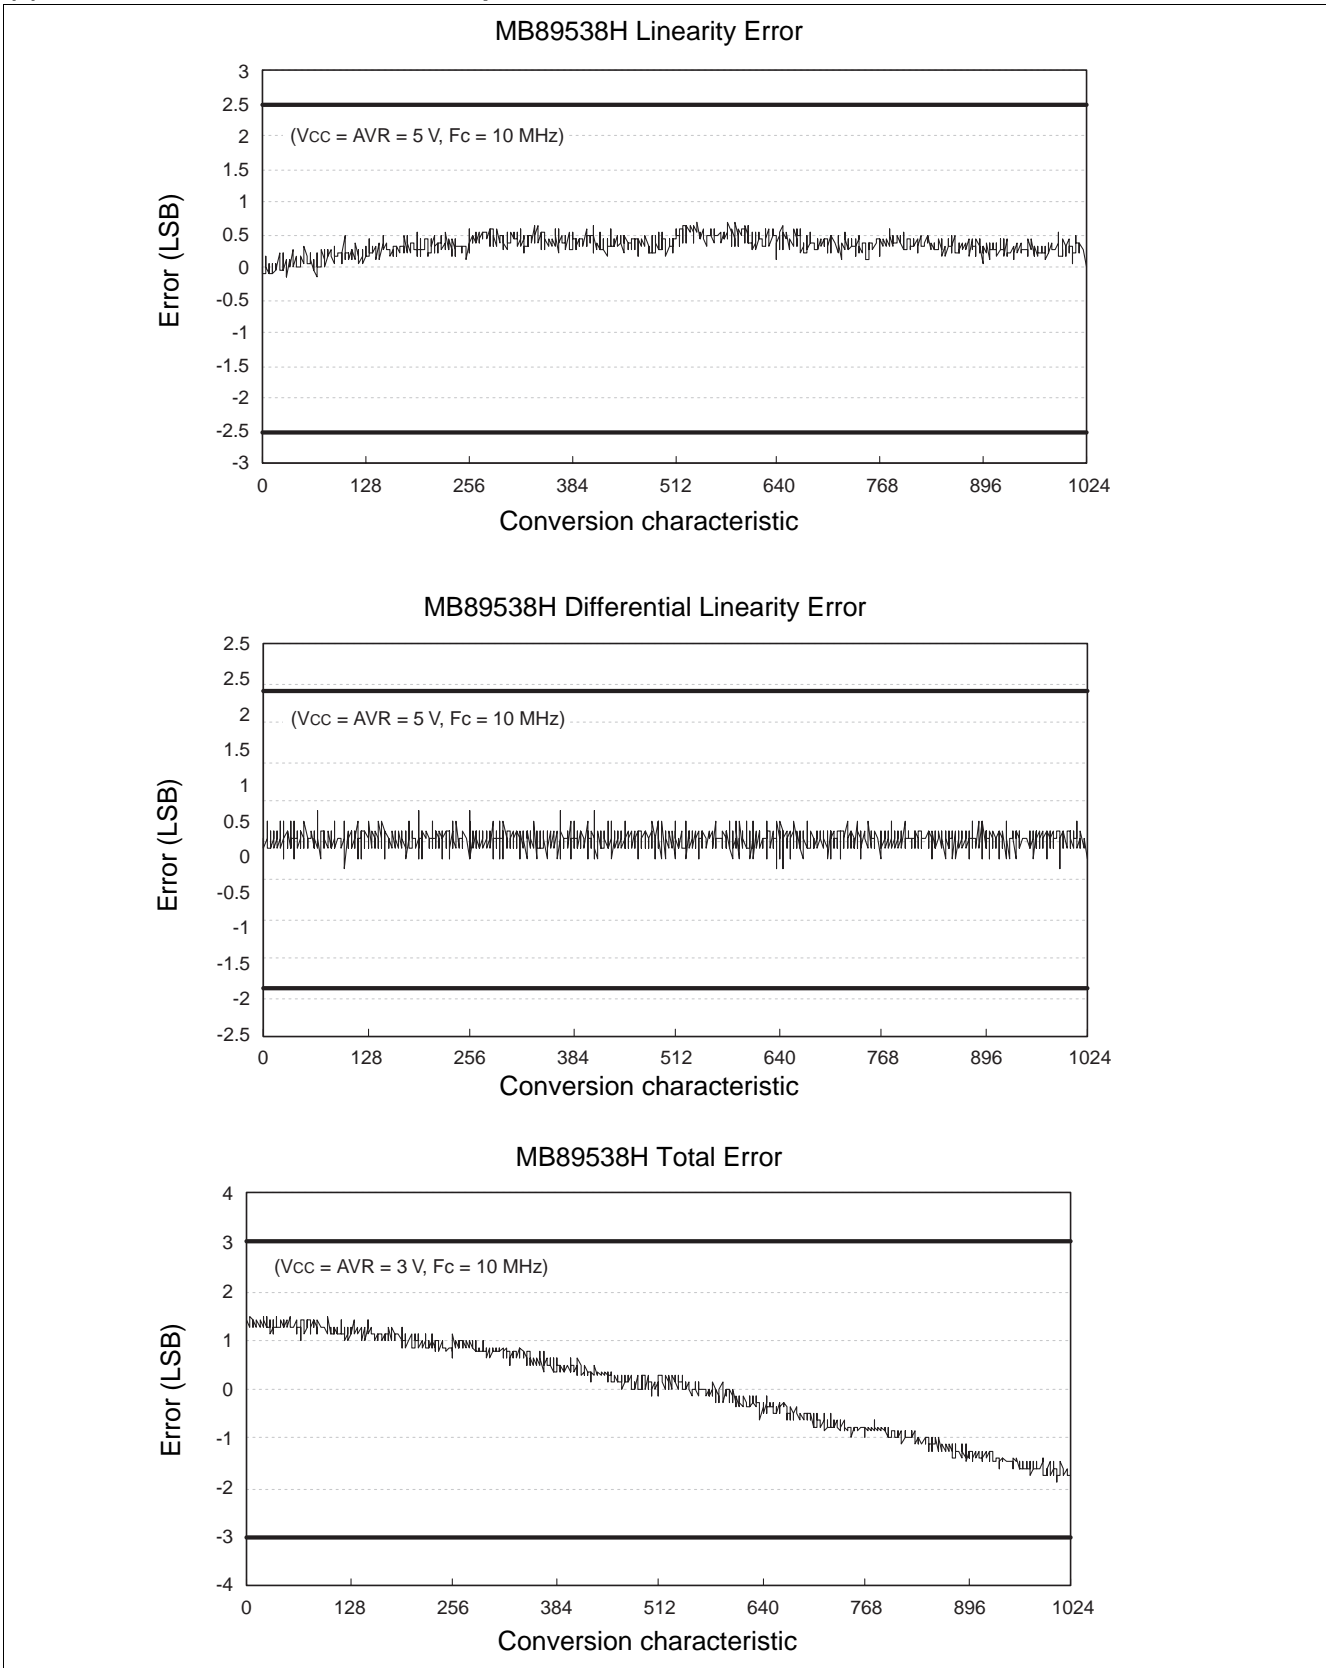 MB89538H Linearity Error
3
2.5
2
(VCC = AVR = 5 V, Fc = 10 MHz)
1.5
1
0.5
0
-0.5
-1
-1.5
-2
-2.5
-3
Error (LSB)
0 128 256 384 512 640 768 896 1024
Conversion characteristic
MB89538H Differential Linearity Error
2.5
2.5
2
(VCC = AVR = 5 V, Fc = 10 MHz)
1.5
1
0.5
0
-0.5
-1
-1.5
-2
-2.5
Error (LSB)
0 128 256 384 512 640 768 896 1024
Conversion characteristic
MB89538H Total Error
4
3
(VCC = AVR = 3 V, Fc = 10 MHz)
2
1
0
-1
-2
-3
-4
Error (LSB)
0 128 256 384 512 640 768 896 1024
Conversion characteristic